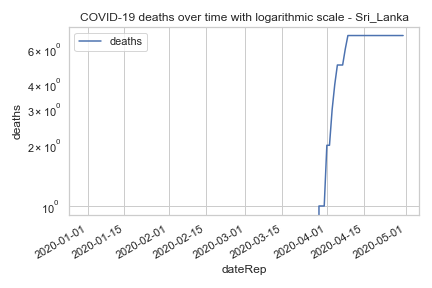 COVID-19 deaths over time with logarithmic scale - Sri_Lanka
deaths
6 × 10⁰
4 × 10⁰
3 × 10⁰
2 × 10⁰
10⁰
deaths
2020-01-01
2020-01-15
2020-02-01
2020-02-15
2020-03-01
2020-03-15
2020-04-01
2020-04-15
2020-05-01
dateRep